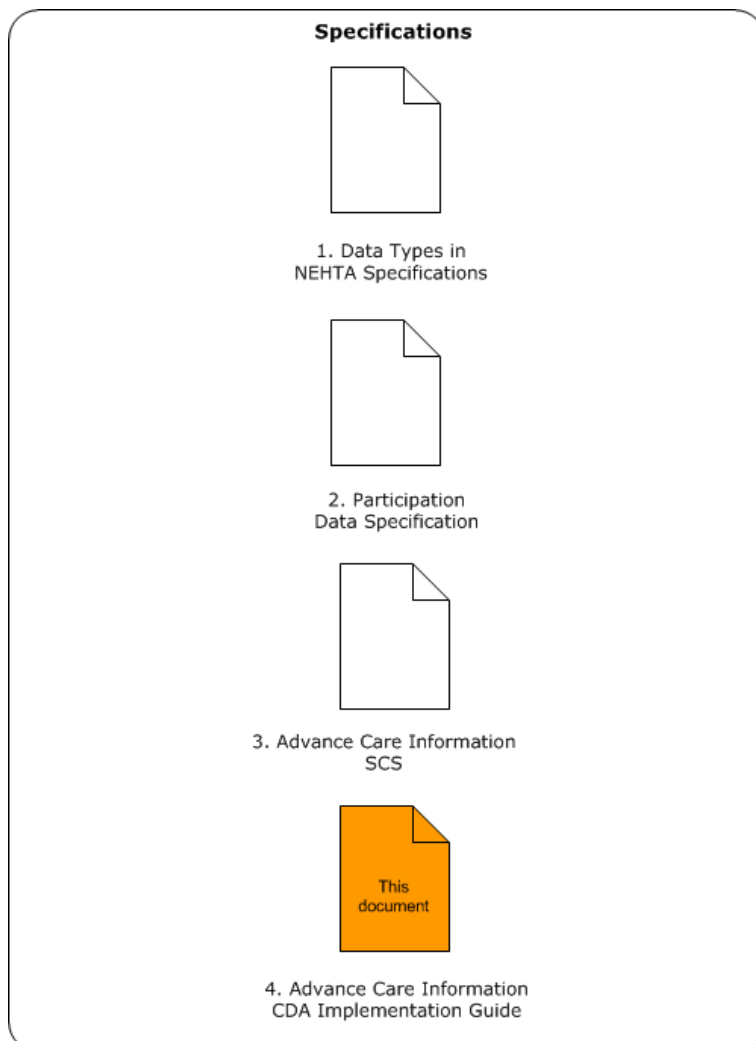 Specifications
1. Data Types in
NEHTA Specifications
2. Participation
Data Specification
3. Advance Care Information
SCS
This
document
4. Advance Care Information
CDA Implementation Guide